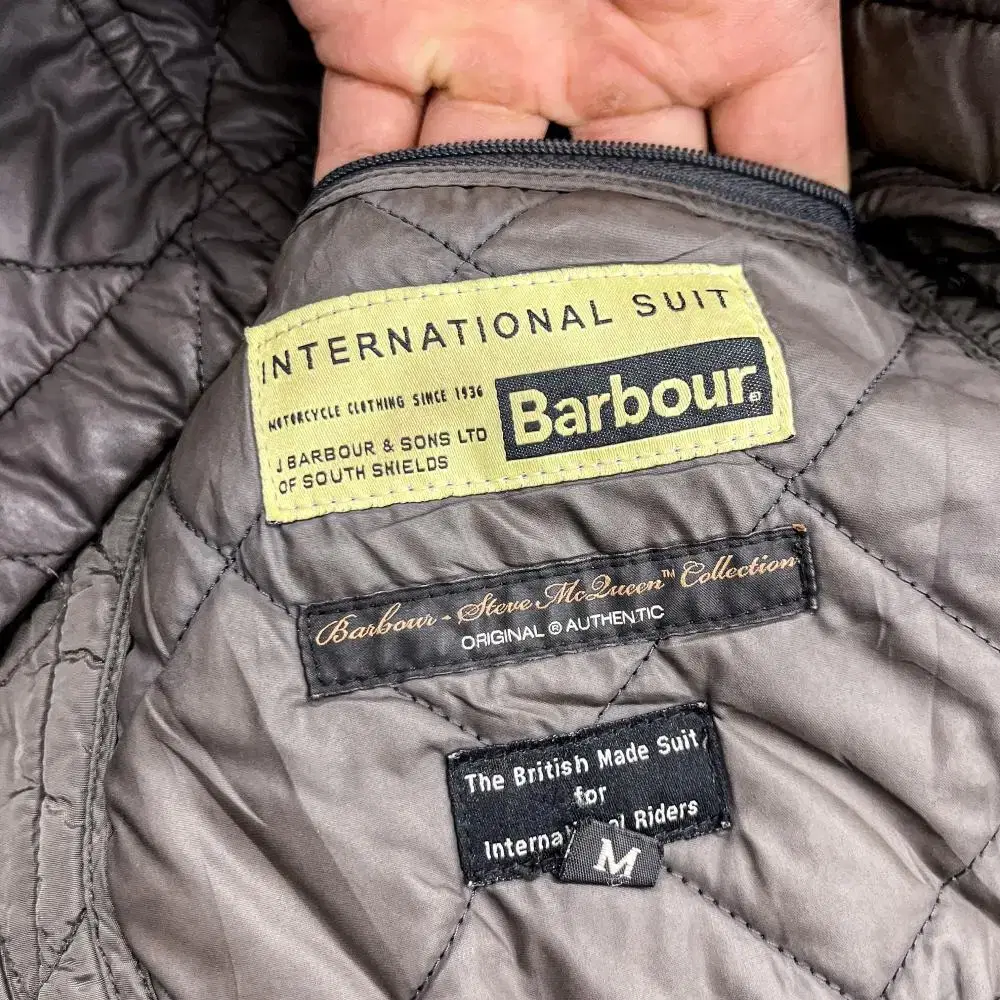 INTERNATIONAL SUIT
MOTORCYCLE CLOTHING SINCE 1936
J BARBOUR & SONS LTD
OF SOUTH SHIELDS
Barbour®
Barbour - Steve McQueen™ Collection
ORIGINAL ® AUTHENTIC
The British Made Suit
for
Riders
M